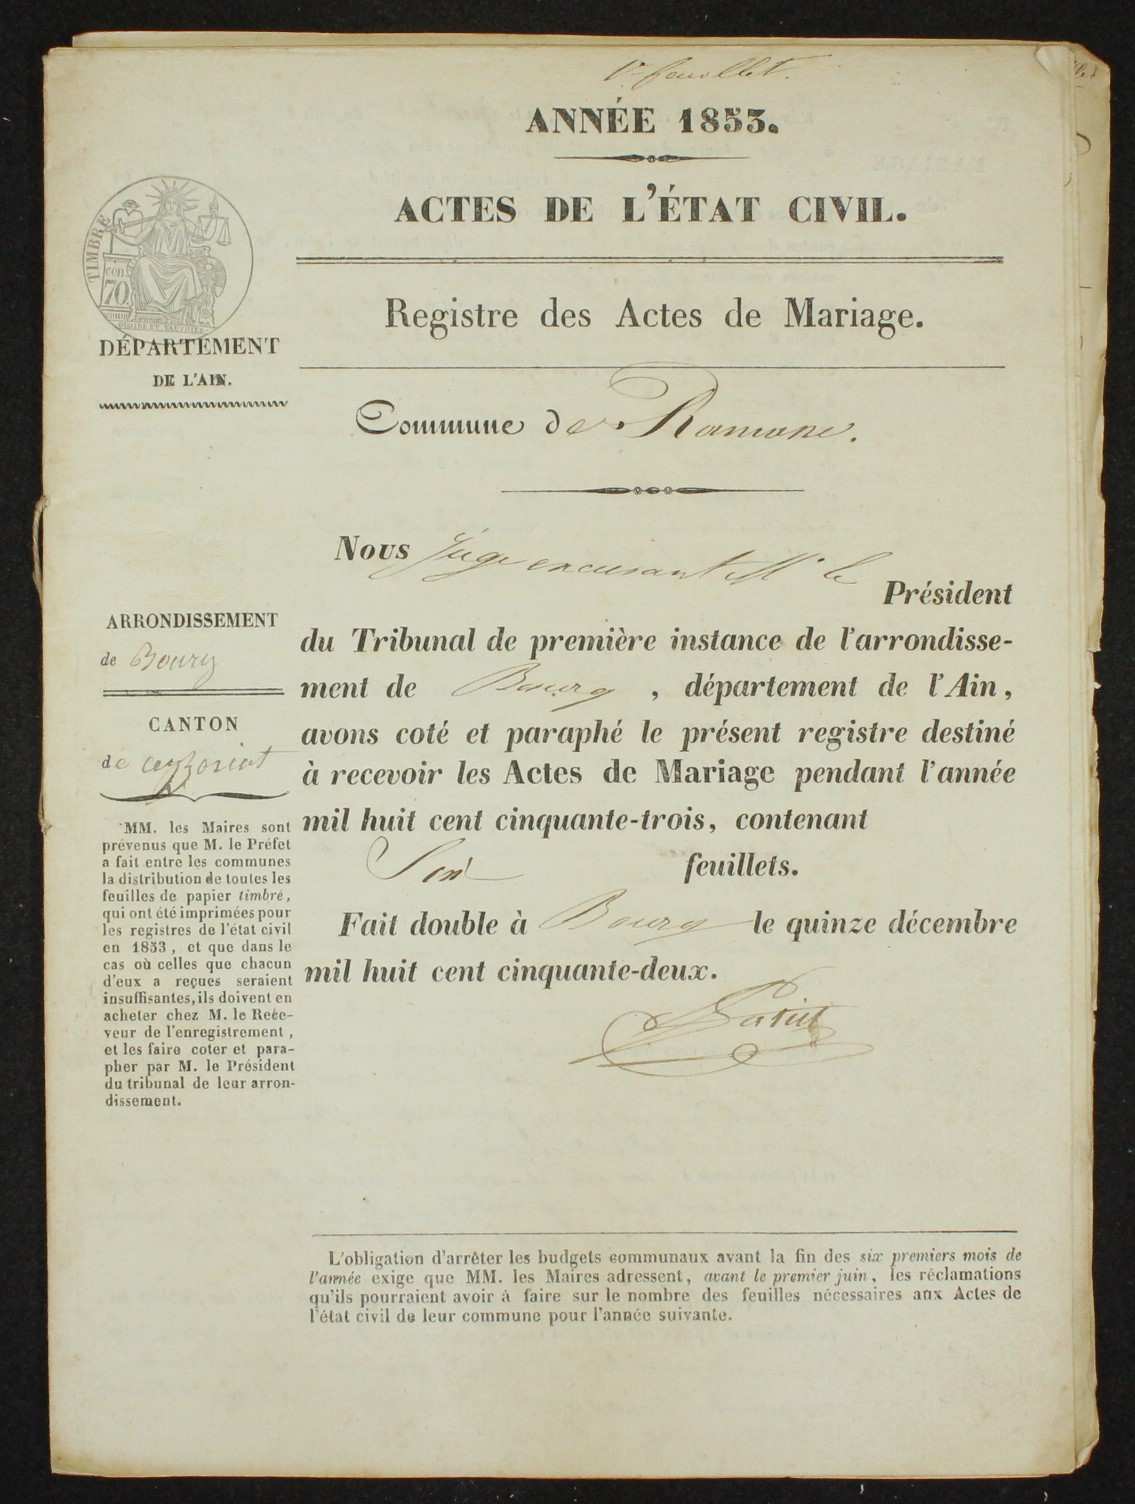 1er feuillet.
ANNÉE 1853.
ACTES DE L'ÉTAT CIVIL.
Registre des Actes de Mariage.
TIMBRE
70
DÉPARTEMENT
DE L'AIN.
Commune de Ramasse.
Nous Juge
Mr le
Président
du Tribunal de première instance de l'arrondisse-
ment de Bourg, département de l'Ain,
avons coté et paraphé le présent registre destiné
à recevoir les Actes de Mariage pendant l'année
mil huit cent cinquante-trois, contenant
Six feuillets.
Fait double à Bourg le quinze décembre
mil huit cent cinquante-deux.
ARRONDISSEMENT
de Bourg
CANTON
de ceyzeriat
MM. les Maires sont
prévenus que M. le Préfet
a fait entre les communes
la distribution de toutes les
feuilles de papier timbré,
qui ont été imprimées pour
les registres de l'état civil
en 1853, et que dans le
cas où celles que chacun
d'eux a reçues seraient
insuffisantes, ils doivent en
acheter chez M. le Rece-
veur de l'enregistrement,
et les faire coter et para-
pher par M. le Président
du tribunal de leur arron-
dissement.
L'obligation d'arrêter les budgets communaux avant la fin des six premiers mois de
l'année exige que MM. les Maires adressent, avant le premier juin, les réclamations
qu'ils pourraient avoir à faire sur le nombre des feuilles nécessaires aux Actes de
l'état civil de leur commune pour l'année suivante.